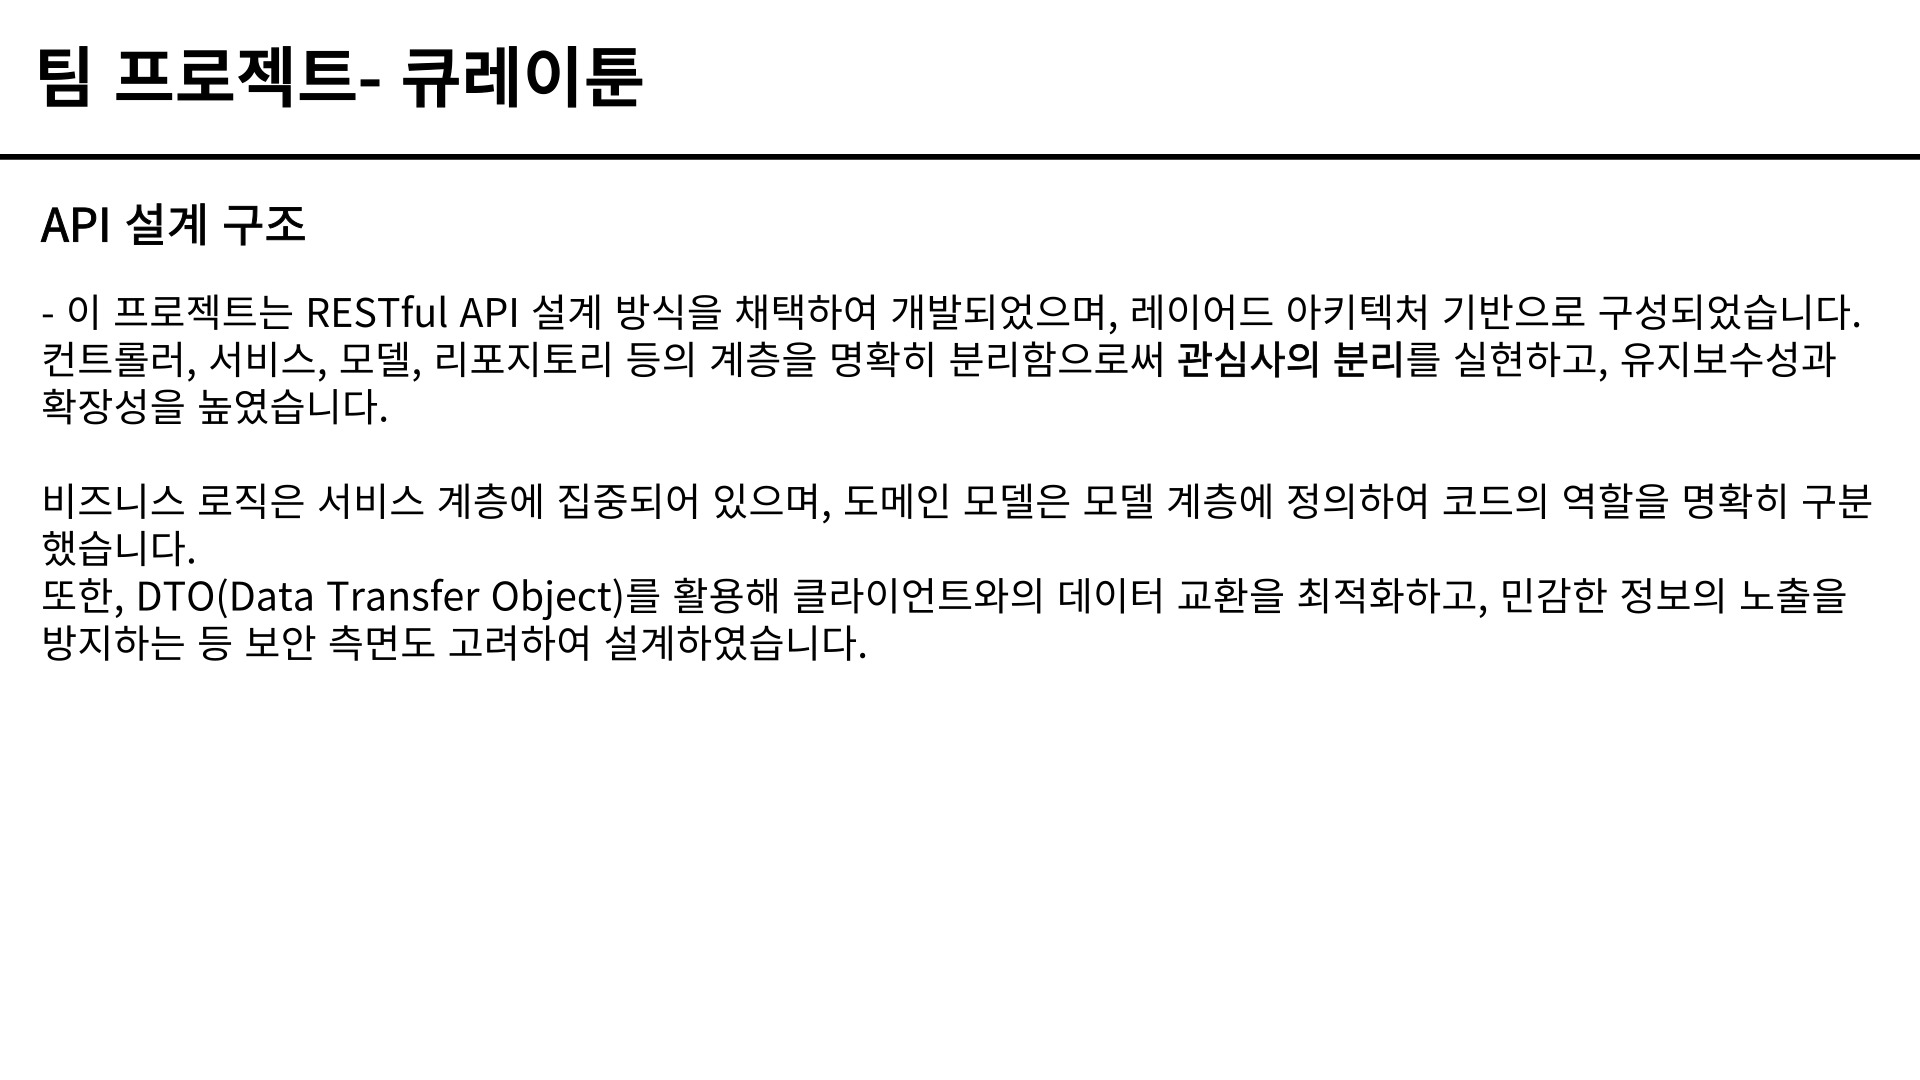 팀 프로젝트- 큐레이툰
API 설계 구조
- 이 프로젝트는 RESTful API 설계 방식을 채택하여 개발되었으며, 레이어드 아키텍처 기반으로 구성되었습니다.
컨트롤러, 서비스, 모델, 리포지토리 등의 계층을 명확히 분리함으로써 관심사의 분리를 실현하고, 유지보수성과
확장성을 높였습니다.
비즈니스 로직은 서비스 계층에 집중되어 있으며, 도메인 모델은 모델 계층에 정의하여 코드의 역할을 명확히 구분
했습니다.
또한, DTO(Data Transfer Object)를 활용해 클라이언트와의 데이터 교환을 최적화하고, 민감한 정보의 노출을
방지하는 등 보안 측면도 고려하여 설계하였습니다.